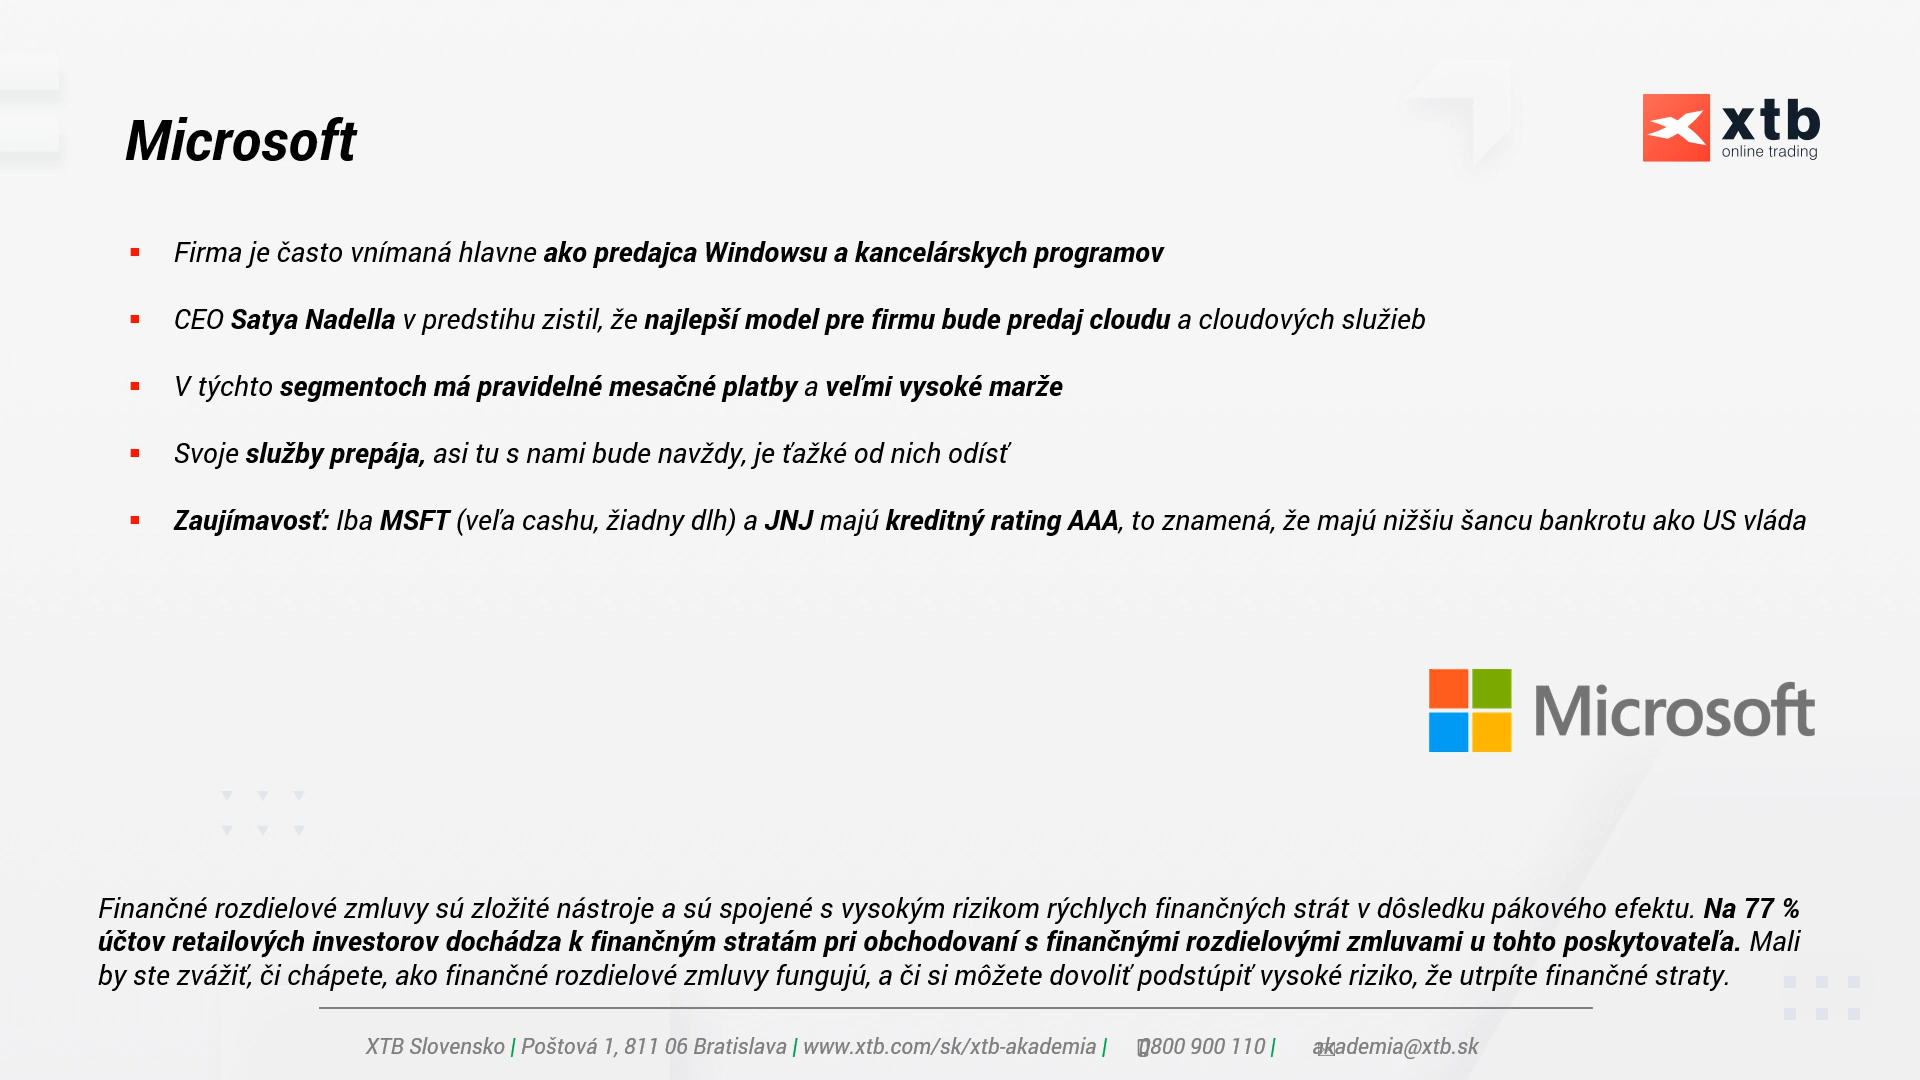 Microsoft
xtb
online trading
Firma je často vnímaná hlavne ako predajca Windowsu a kancelárskych programov
CEO Satya Nadella v predstihu zistil, že najlepší model pre firmu bude predaj cloudu a cloudových služieb
V týchto segmentoch má pravidelné mesačné platby a veľmi vysoké marže
Svoje služby prepája, asi tu s nami bude navždy, je ťažké od nich odísť
Zaujímavosť: Iba MSFT (veľa cashu, žiadny dlh) a JNJ majú kreditný rating AAA, to znamená, že majú nižšiu šancu bankrotu ako US vláda
Microsoft
Finančné rozdielové zmluvy sú zložité nástroje a sú spojené s vysokým rizikom rýchlych finančných strát v dôsledku pákového efektu. Na 77 %
účtov retailových investorov dochádza k finančným stratám pri obchodovaní s finančnými rozdielovými zmluvami u tohto poskytovateľa. Mali
by ste zvážiť, či chápete, ako finančné rozdielové zmluvy fungujú, a či si môžete dovoliť podstúpiť vysoké riziko, že utrpíte finančné straty.
XTB Slovensko | Poštová 1, 811 06 Bratislava | www.xtb.com/sk/xtb-akademia | 0800 900 110 | akademia@xtb.sk